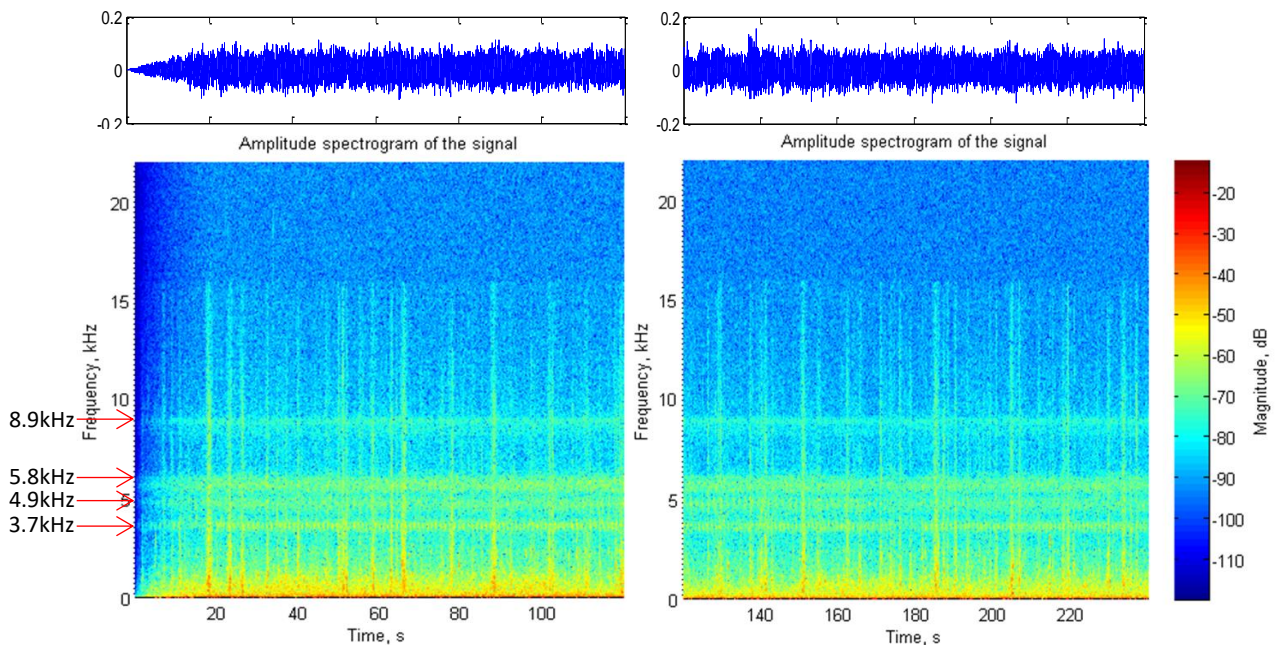 0.2
0
-0.2
0.2
0
-0.2
Amplitude spectrogram of the signal
Amplitude spectrogram of the signal
20
15
10
5
0
Frequency, kHz
8.9kHz
5.8kHz
4.9kHz
3.7kHz
20 40 60 80 100
Time, s
20
15
10
5
0
Frequency, kHz
140 160 180 200 220
Time, s
-20
-30
-40
-50
-60
-70
-80
-90
-100
-110
Magnitude, dB